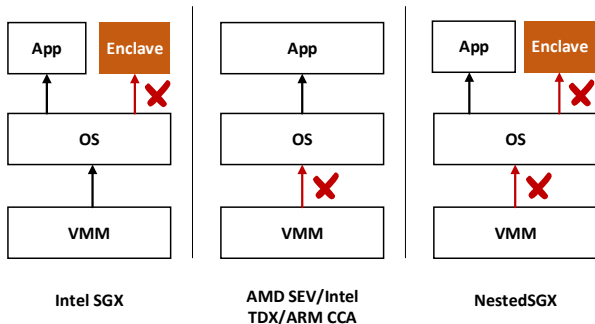 App
Enclave
OS
VMM
Intel SGX
App
OS
VMM
AMD SEV/Intel
TDX/ARM CCA
App
Enclave
OS
VMM
NestedSGX